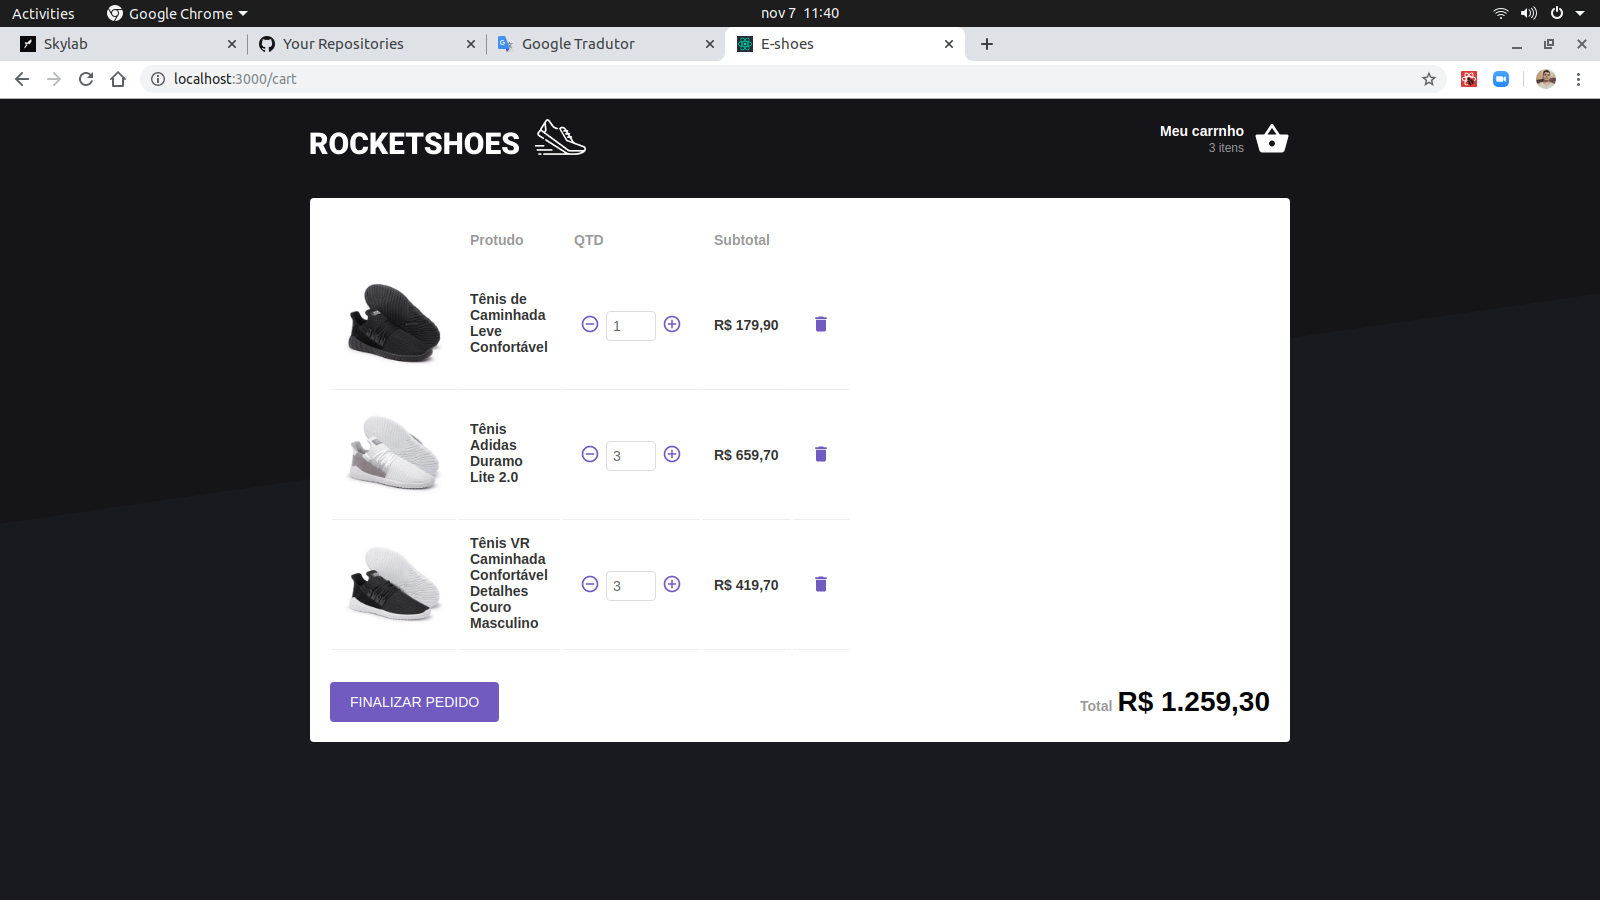 Activities
Google Chrome
nov 7 11:40
Skylab
Your Repositories
Google Tradutor
E-shoes
localhost:3000/cart
ROCKETSHOES
Meu carrnho
3 itens
Protudo QTD Subtotal
Tênis de
Caminhada
Leve
Confortável
1
R$ 179,90
Tênis
Adidas
Duramo
Lite 2.0
3
R$ 659,70
Tênis VR
Caminhada
Confortável
Detalhes
Couro
Masculino
3
R$ 419,70
FINALIZAR PEDIDO
Total R$ 1.259,30